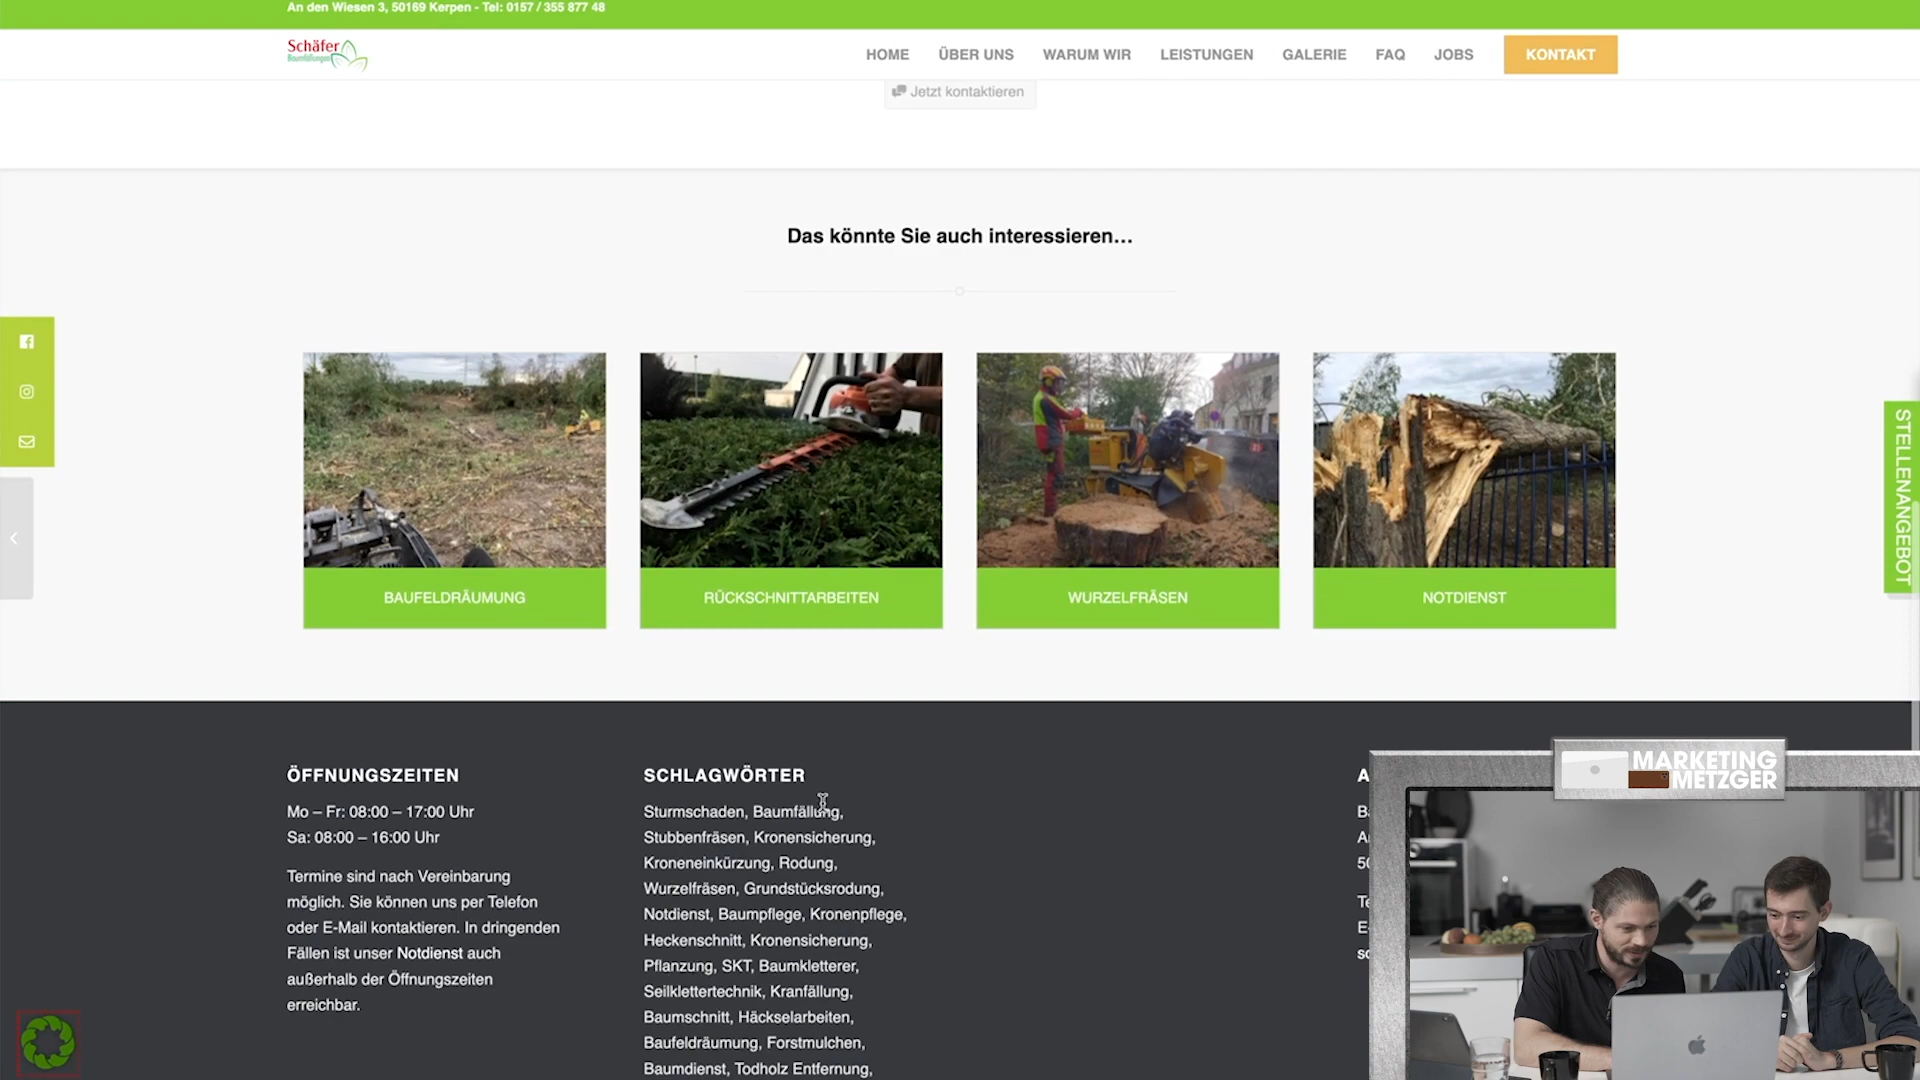 An den Wiesen 3, 50169 Kerpen - Tel: 0157 / 355 877 48
Schäfer
Baumfällungen
HOME ÜBER UNS WARUM WIR LEISTUNGEN GALERIE FAQ JOBS KONTAKT
Jetzt kontaktieren
Das könnte Sie auch interessieren…
STELLENANGEBOT
BAUFELDRÄUMUNG RÜCKSCHNITTARBEITEN WURZELFRÄSEN NOTDIENST
ÖFFNUNGSZEITEN
Mo – Fr: 08:00 – 17:00 Uhr
Sa: 08:00 – 16:00 Uhr
Termine sind nach Vereinbarung
möglich. Sie können uns per Telefon
oder E-Mail kontaktieren. In dringenden
Fällen ist unser Notdienst auch
außerhalb der Öffnungszeiten
erreichbar.
SCHLAGWÖRTER
Sturmschaden, Baumfällung,
Stubbenfräsen, Kronensicherung,
Kroneneinkürzung, Rodung,
Wurzelfräsen, Grundstücksrodung,
Notdienst, Baumpflege, Kronenpflege,
Heckenschnitt, Kronensicherung,
Pflanzung, SKT, Baumkletterer,
Seilklettertechnik, Kranfällung,
Baumschnitt, Häckselarbeiten,
Baufeldräumung, Forstmulchen,
Baumdienst, Todholz Entfernung,
MARKETING
METZGER